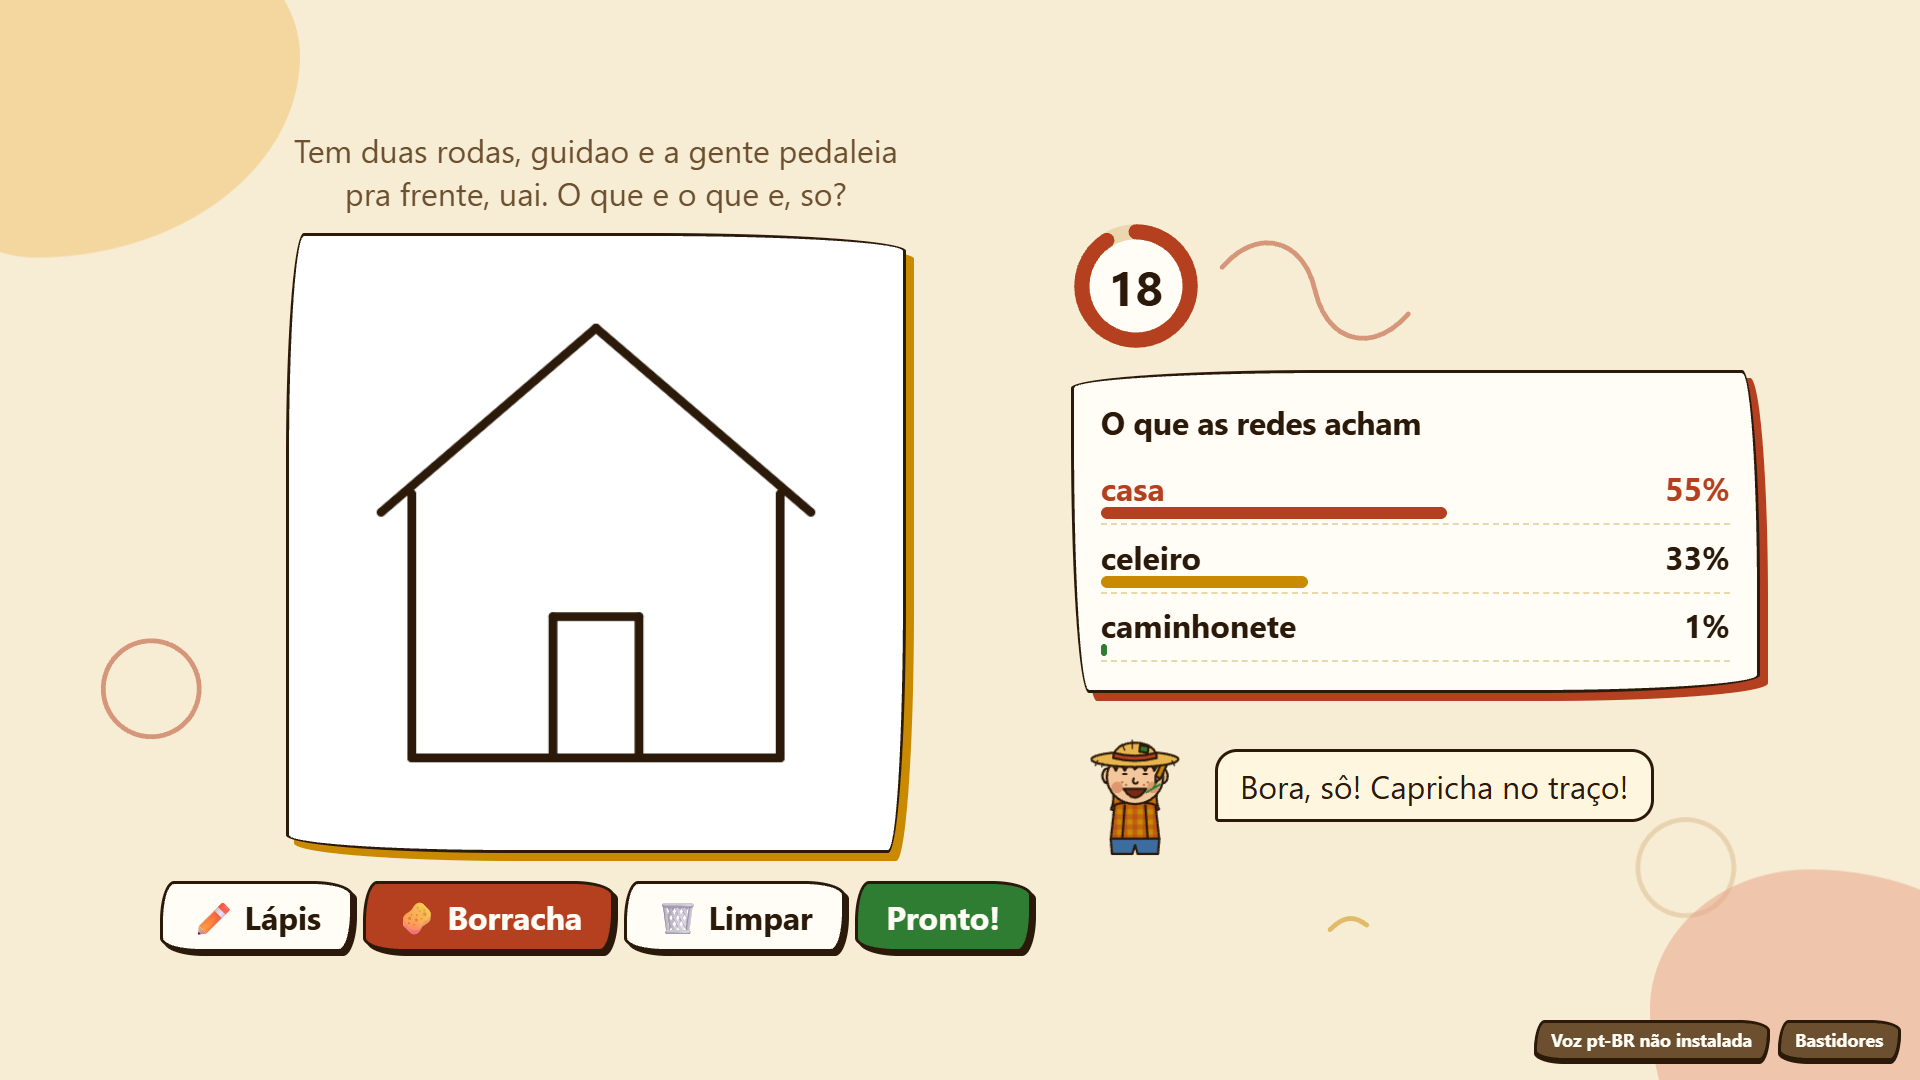 Tem duas rodas, guidao e a gente pedaleia
pra frente, uai. O que e o que e, so?
18
O que as redes acham
casa 55%
celeiro 33%
caminhonete 1%
Bora, sô! Capricha no traço!
Lápis Borracha Limpar Pronto!
Voz pt-BR não instalada Bastidores